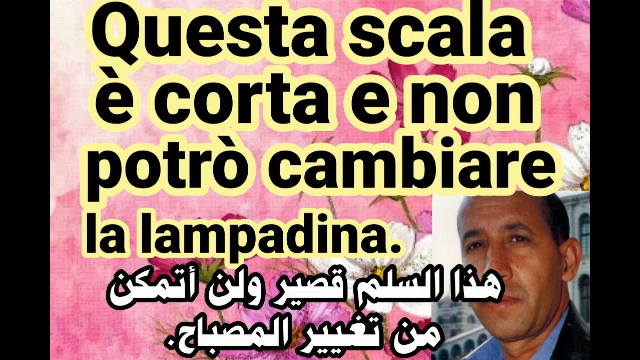 Questa scala
è corta e non
potrò cambiare
la lampadina.
هذا السلم قصير ولن أتمكن
من تغيير المصباح.